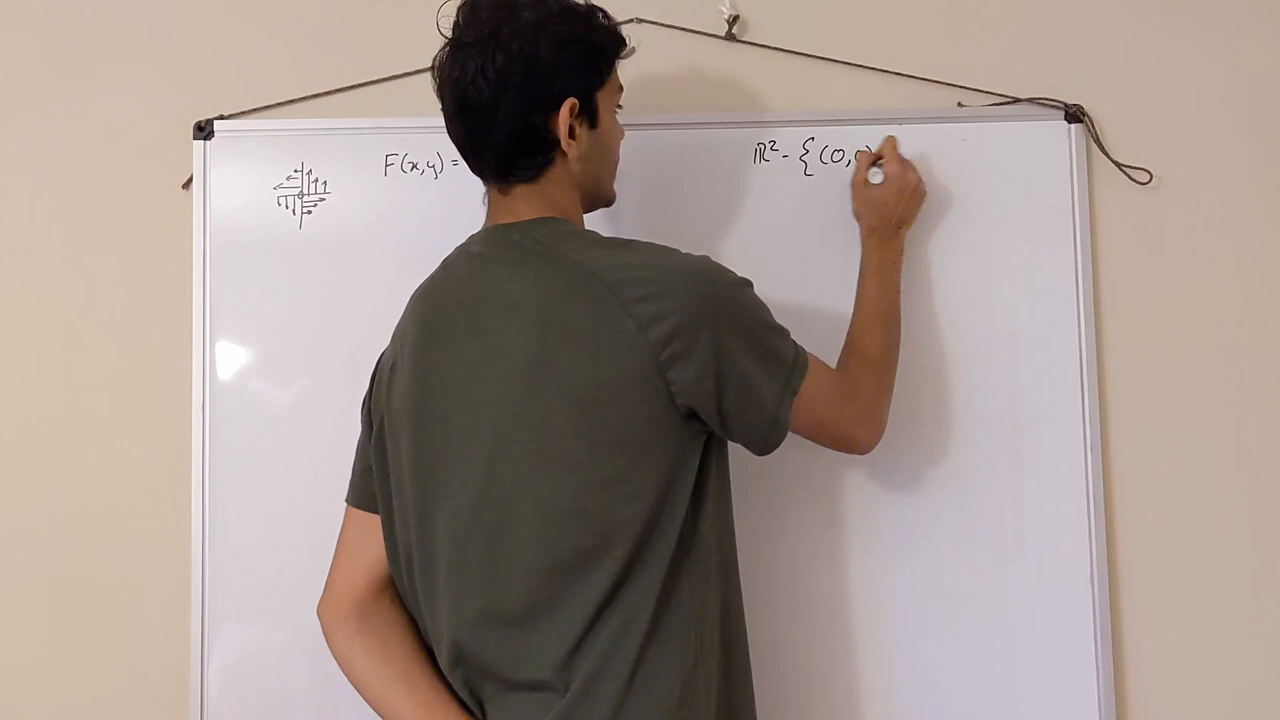 F(x,y) =
ℝ² - {(0,0)